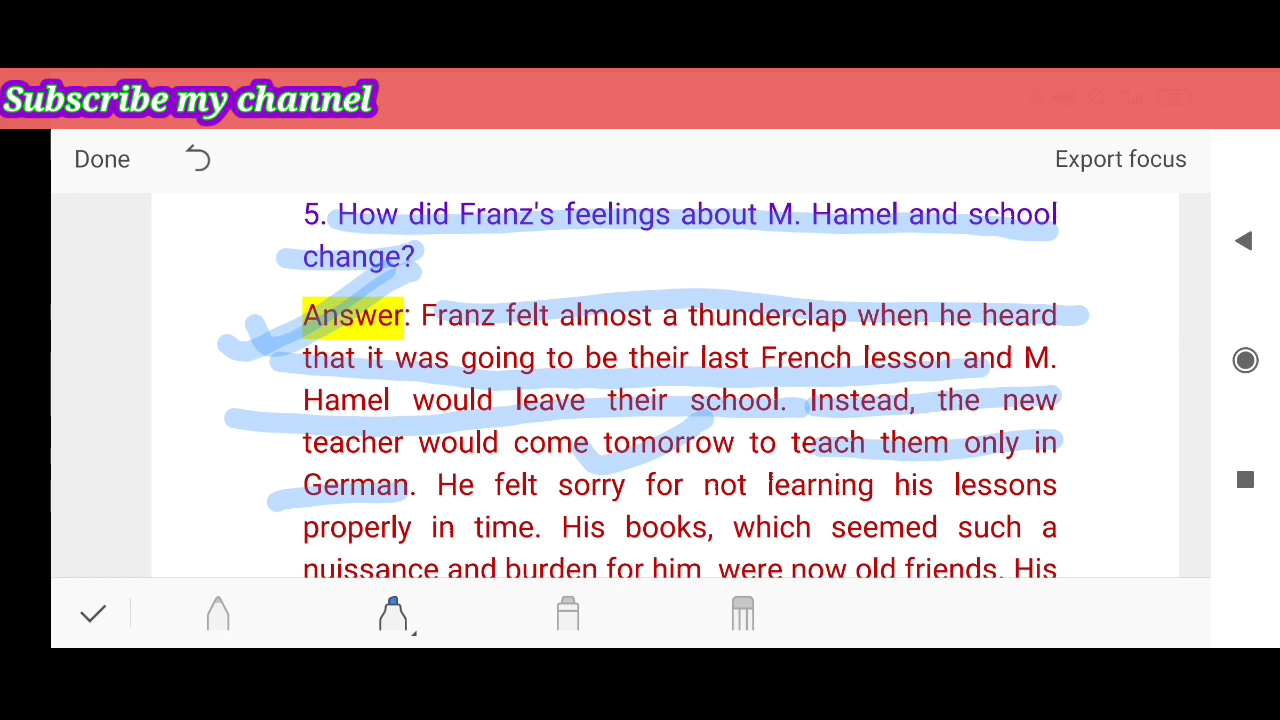 Subscribe my channel
Done
Export focus
5. How did Franz's feelings about M. Hamel and school
change?
Answer: Franz felt almost a thunderclap when he heard
that it was going to be their last French lesson and M.
Hamel would leave their school. Instead, the new
teacher would come tomorrow to teach them only in
German. He felt sorry for not learning his lessons
properly in time. His books, which seemed such a
nuissance and burden for him were now old friends. His